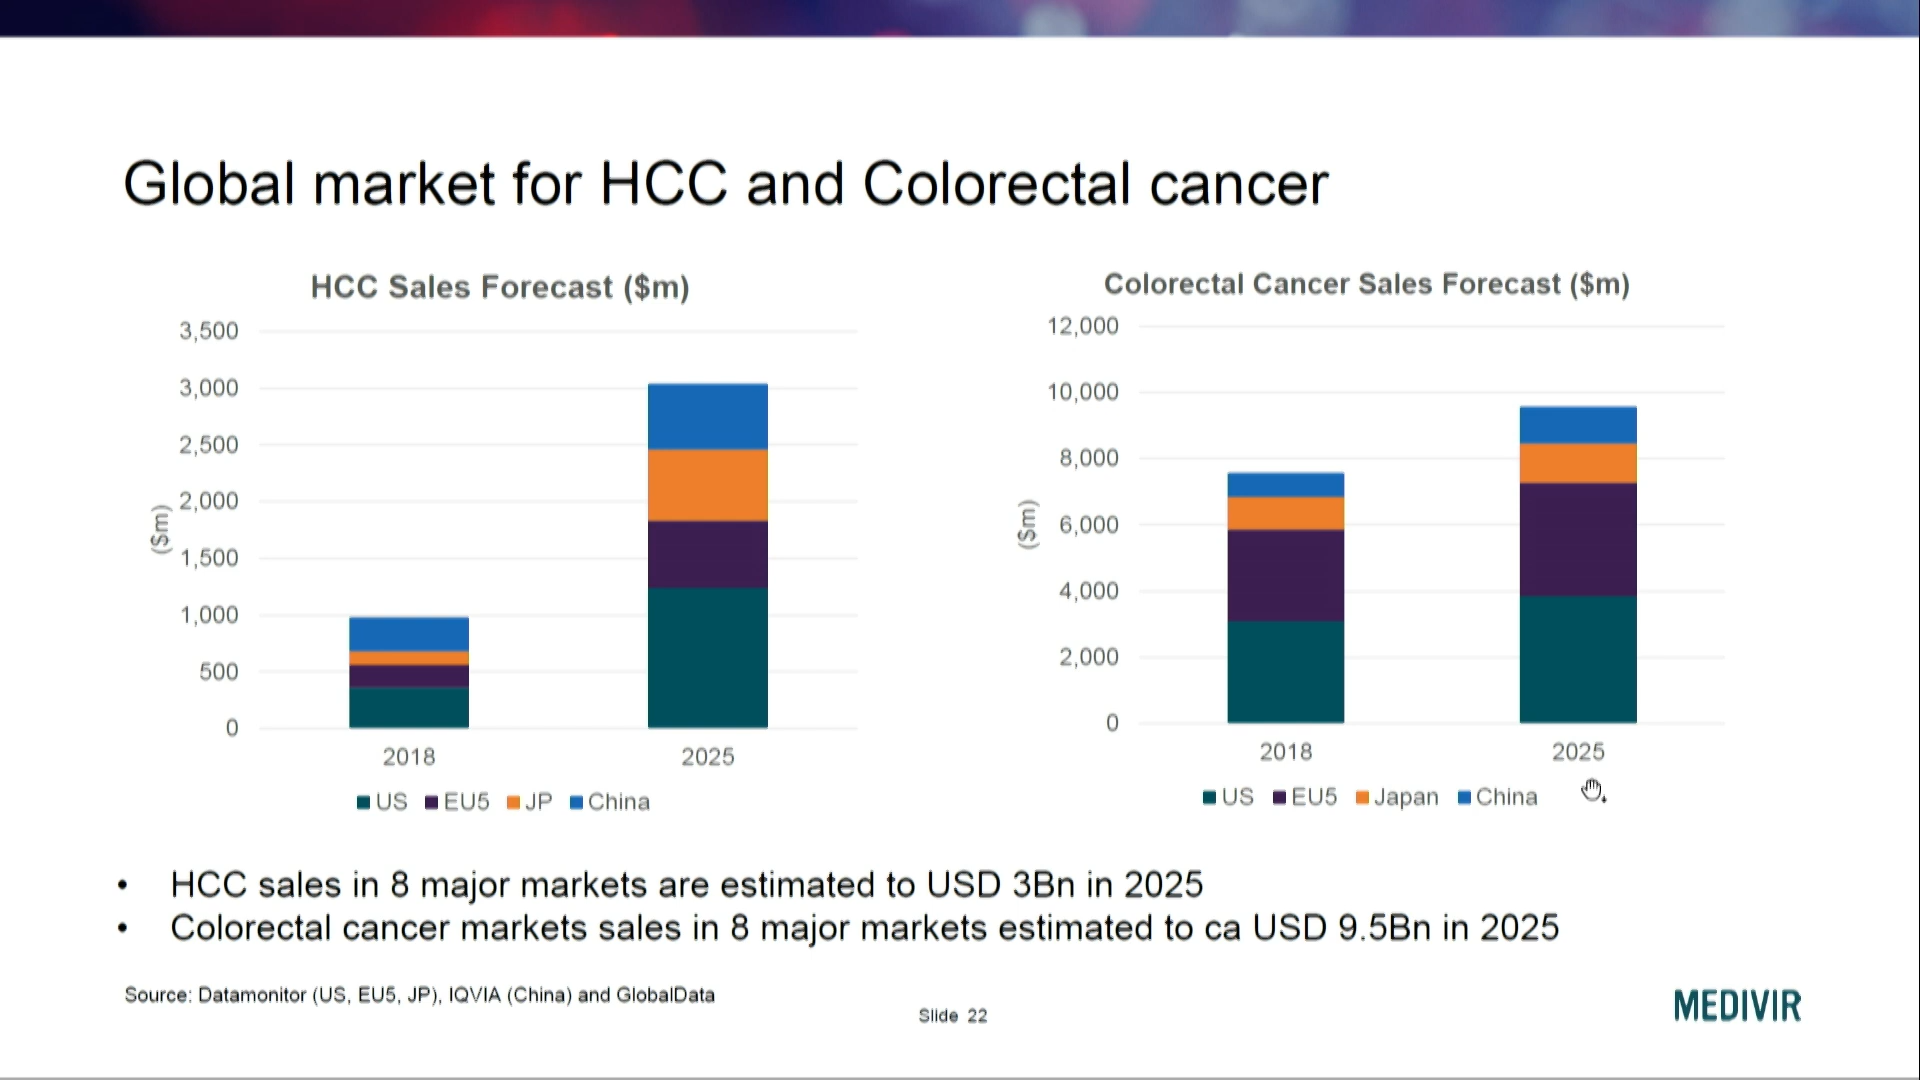 Global market for HCC and Colorectal cancer
HCC Sales Forecast ($m)
3,500
3,000
2,500
2,000
1,500
1,000
500
0
($m)
2018 2025
US EU5 JP China
Colorectal Cancer Sales Forecast ($m)
12,000
10,000
8,000
6,000
4,000
2,000
0
($m)
2018 2025
US EU5 Japan China
• HCC sales in 8 major markets are estimated to USD 3Bn in 2025
• Colorectal cancer markets sales in 8 major markets estimated to ca USD 9.5Bn in 2025
Source: Datamonitor (US, EU5, JP), IQVIA (China) and GlobalData
Slide 22
MEDIVIR